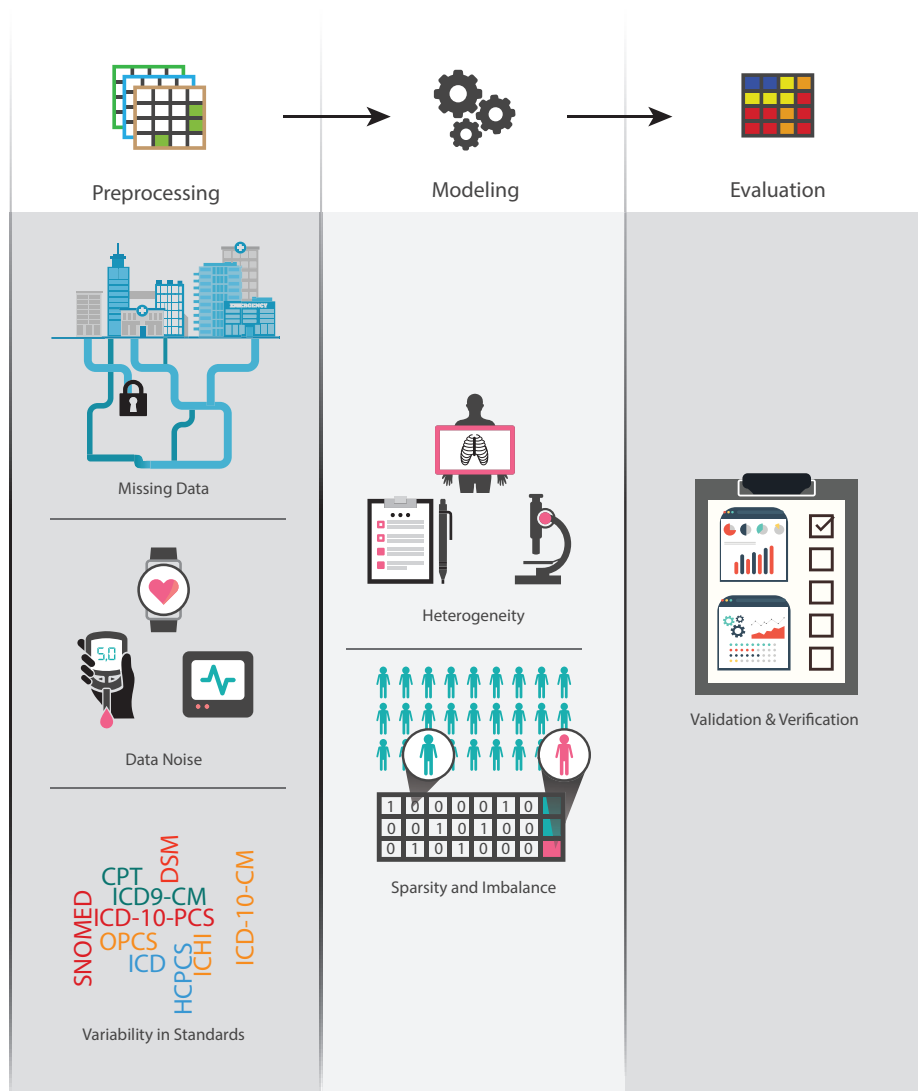 Preprocessing
Modeling
Evaluation
EMERGENCY
Missing Data
5,0
Data Noise
CPT
DSM
ICD9-CM
ICD-10-PCS
SNOMED
OPCS
ICD
HCPCS
ICHI
ICD-10-CM
Variability in Standards
Heterogeneity
1 0 0 0 0 1 0
0 0 1 0 1 0 0
0 1 0 1 0 0 0
Sparsity and Imbalance
Validation & Verification